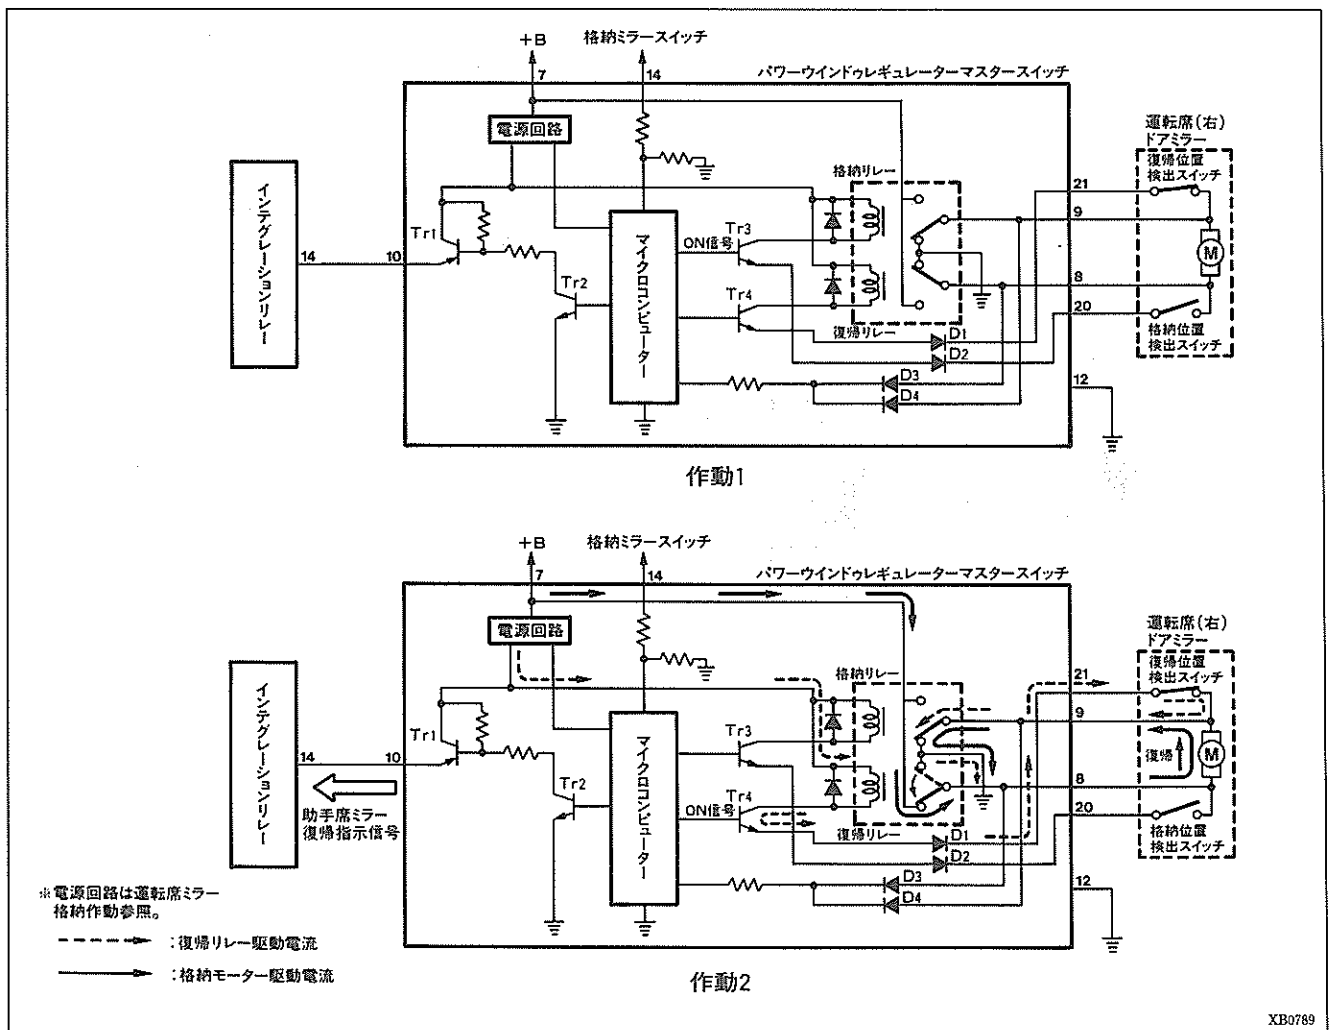 +B
格納ミラースイッチ
7
14
パワーウインドゥレギュレーターマスタースイッチ
電源回路
運転席(右)
ドアミラー
復帰位置
検出スイッチ
格納リレー
21
9
インテグレーションリレー
14
10
Tr1
Tr2
マイクロコンピューター
ON信号
Tr3
Tr4
M
8
20
格納位置
検出スイッチ
復帰リレー
D1
D2
D3
D4
12
作動1
+B
格納ミラースイッチ
7
14
パワーウインドゥレギュレーターマスタースイッチ
電源回路
運転席(右)
ドアミラー
復帰位置
検出スイッチ
格納リレー
21
9
インテグレーションリレー
14
10
Tr1
Tr2
マイクロコンピューター
Tr3
Tr4
ON信号
復帰
M
8
20
格納位置
検出スイッチ
復帰リレー
D1
D2
D3
D4
12
助手席ミラー
復帰指示信号
※電源回路は運転席ミラー
格納作動参照。
:復帰リレー駆動電流
:格納モーター駆動電流
作動2
XB0789